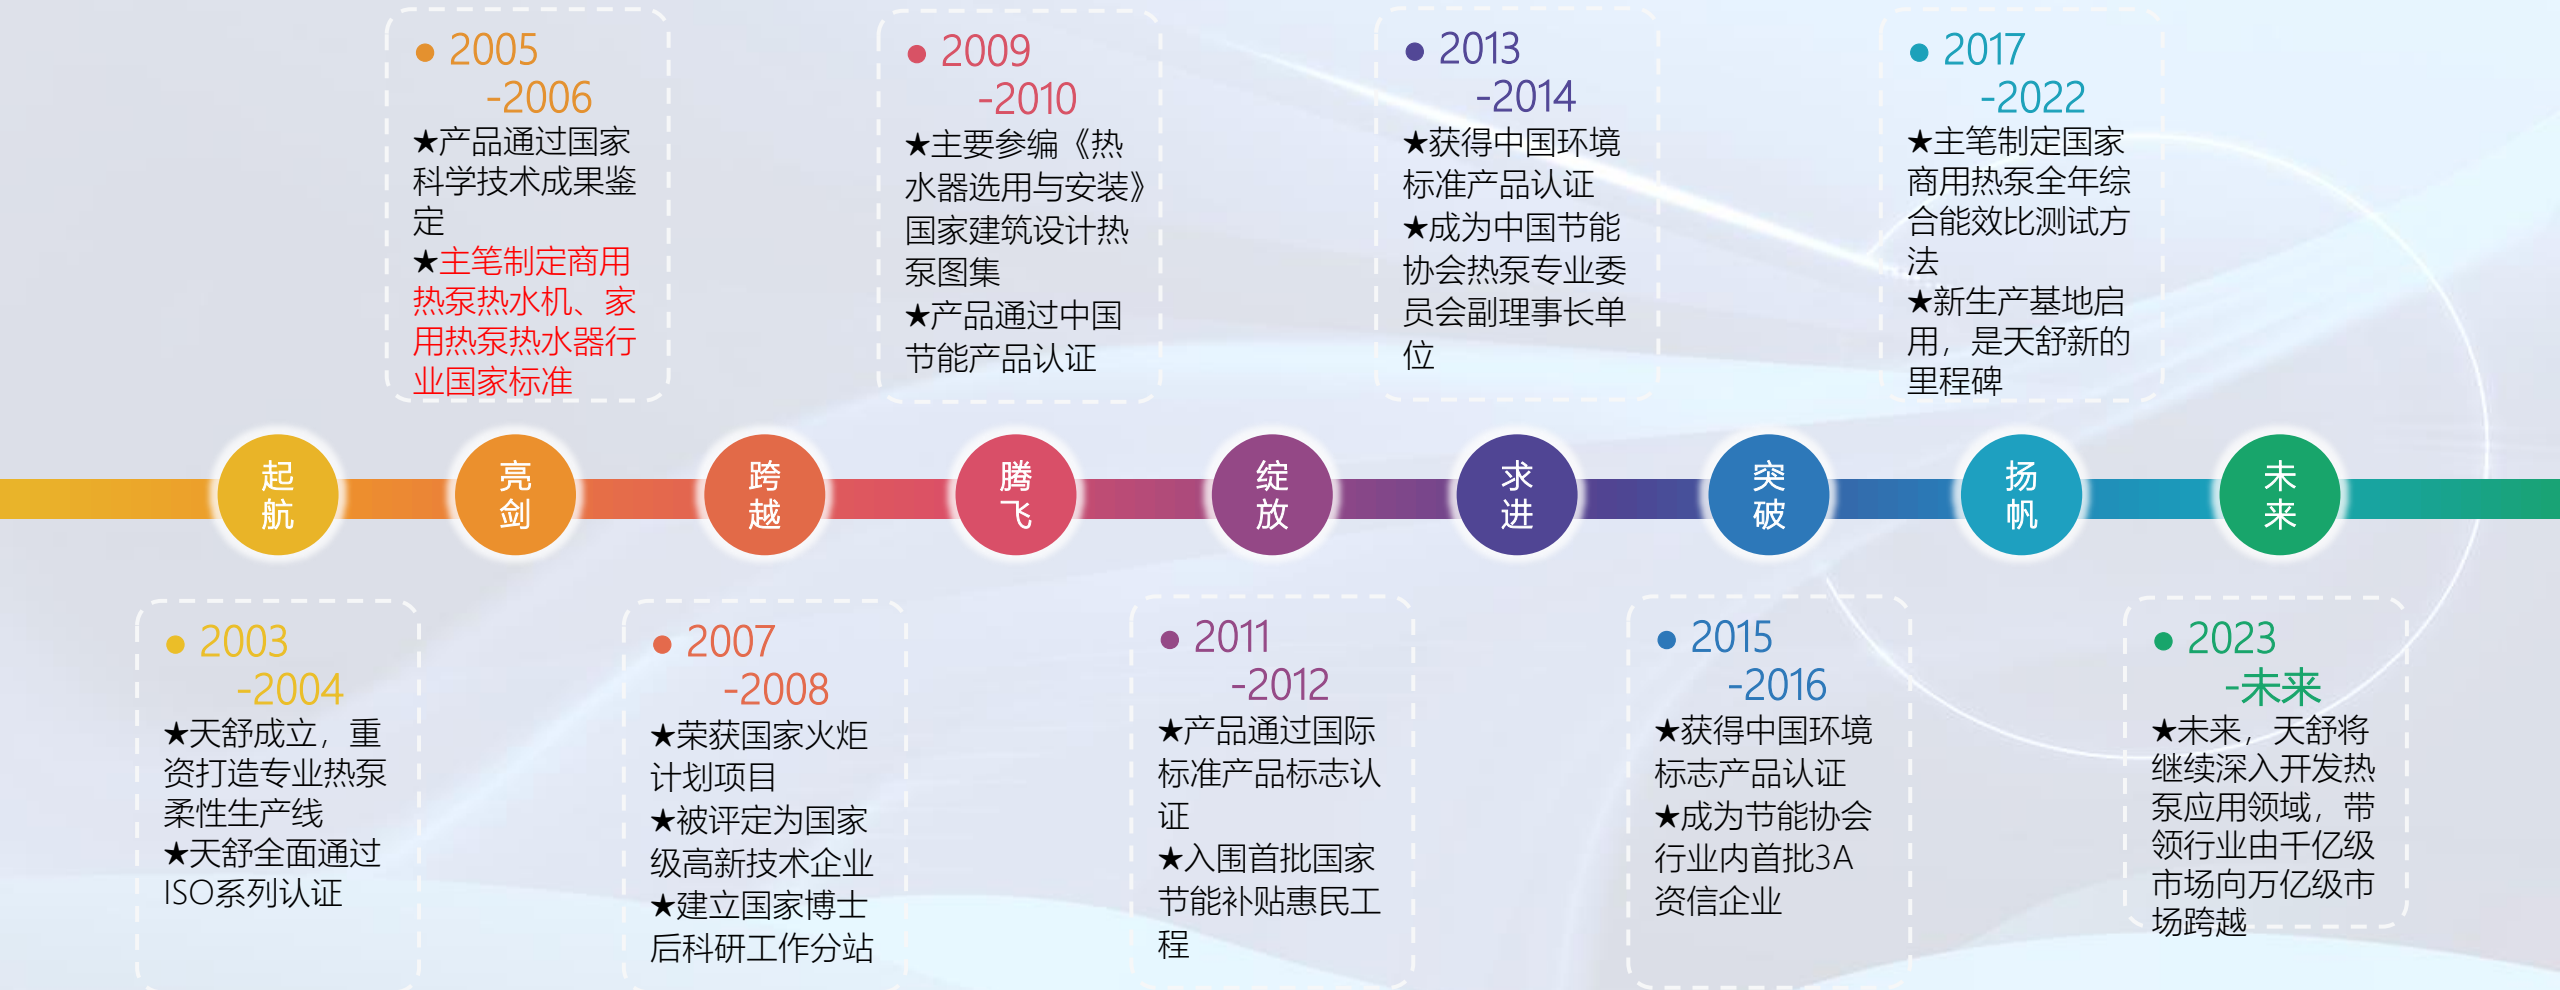 2005
-2006
★产品通过国家
科学技术成果鉴
定
★主笔制定商用
热泵热水机、家
用热泵热水器行
业国家标准
2009
-2010
★主要参编《热
水器选用与安装》
国家建筑设计热
泵图集
★产品通过中国
节能产品认证
2013
-2014
★获得中国环境
标准产品认证
★成为中国节能
协会热泵专业委
员会副理事长单
位
2017
-2022
★主笔制定国家
商用热泵全年综
合能效比测试方
法
★新生产基地启
用，是天舒新的
里程碑
起
航
亮
剑
跨
越
腾
飞
绽
放
求
进
突
破
扬
帆
未
来
2003
-2004
★天舒成立，重
资打造专业热泵
柔性生产线
★天舒全面通过
ISO系列认证
2007
-2008
★荣获国家火炬
计划项目
★被评定为国家
级高新技术企业
★建立国家博士
后科研工作分站
2011
-2012
★产品通过国际
标准产品标志认
证
★入围首批国家
节能补贴惠民工
程
2015
-2016
★获得中国环境
标志产品认证
★成为节能协会
行业内首批3A
资信企业
2023
-未来
★未来，天舒将
继续深入开发热
泵应用领域，带
领行业由千亿级
市场向万亿级市
场跨越